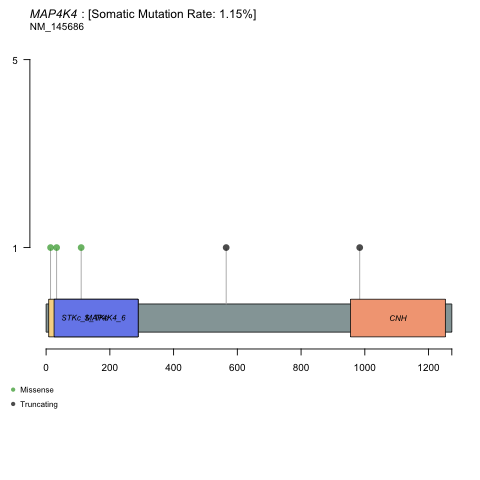 MAP4K4 : [Somatic Mutation Rate: 1.15%]
NM_145686
5
1
CNH
0 200 400 600 800 1000 1200
Missense
Truncating